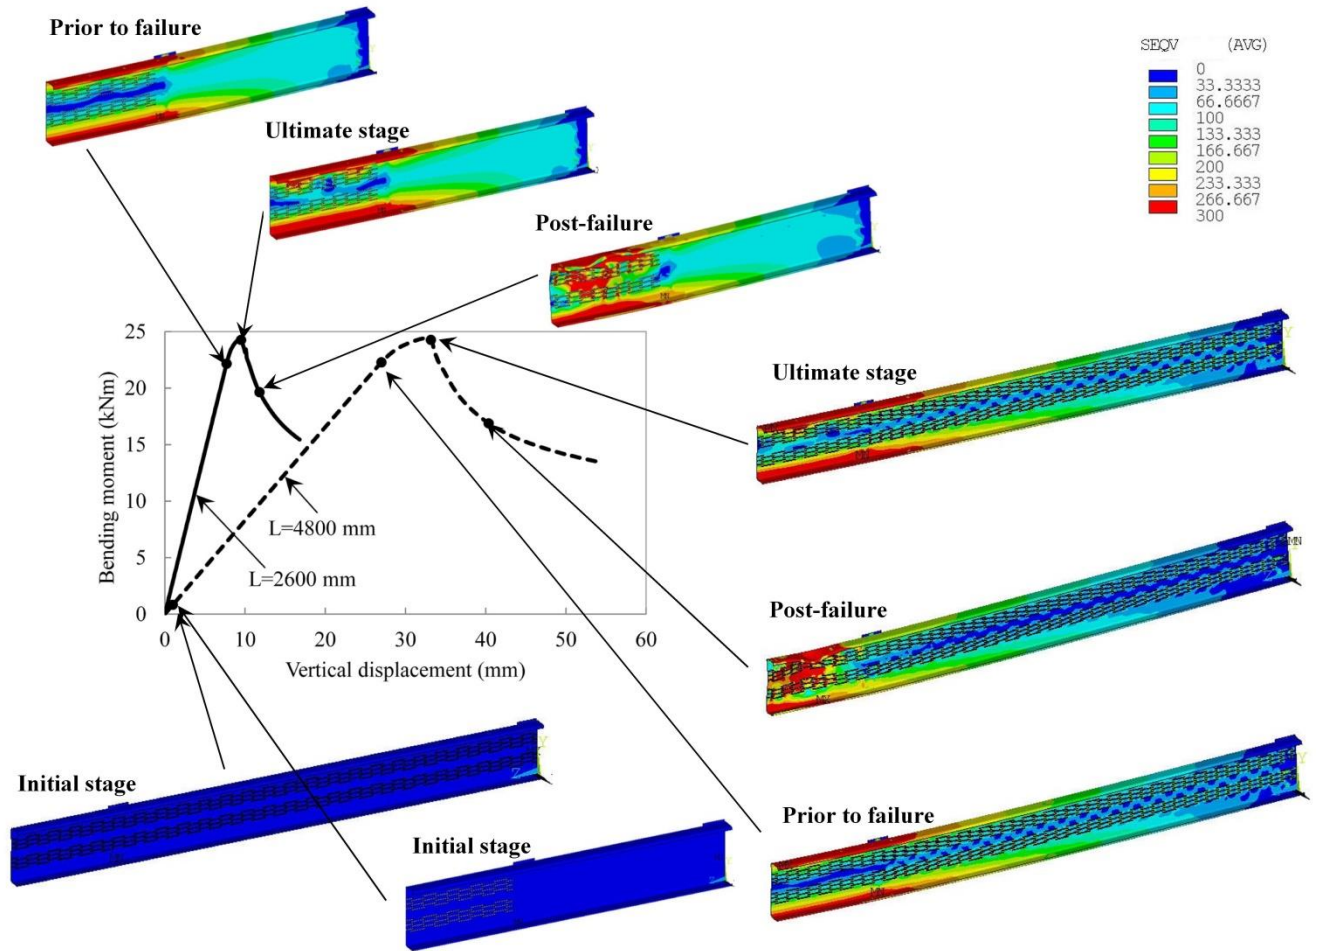 Prior to failure
SEQV (AVG)
0
33.3333
66.6667
100
133.333
166.667
200
233.333
266.667
300
Ultimate stage
Post-failure
25
20
15
10
5
0
Bending moment (kNm)
L=4800 mm
L=2600 mm
0 10 20 30 40 50 60
Vertical displacement (mm)
Ultimate stage
Post-failure
MN
MX
Initial stage
Y
Z
Initial stage
Prior to failure
Y